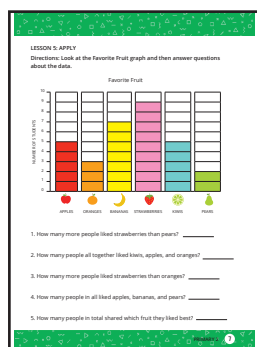 LESSON 5: APPLY
Directions: Look at the Favorite Fruit graph and then answer questions
about the data.
Favorite Fruit
NUMBER OF STUDENTS
10
9
8
7
6
5
4
3
2
1
0
APPLES ORANGES BANANAS STRAWBERRIES KIWIS PEARS
1. How many more people liked strawberries than pears?
2. How many people all together liked kiwis, apples, and oranges?
3. How many more people liked strawberries than oranges?
4. How many people in all liked apples, bananas, and pears?
5. How many people in total shared which fruit they liked best?
7